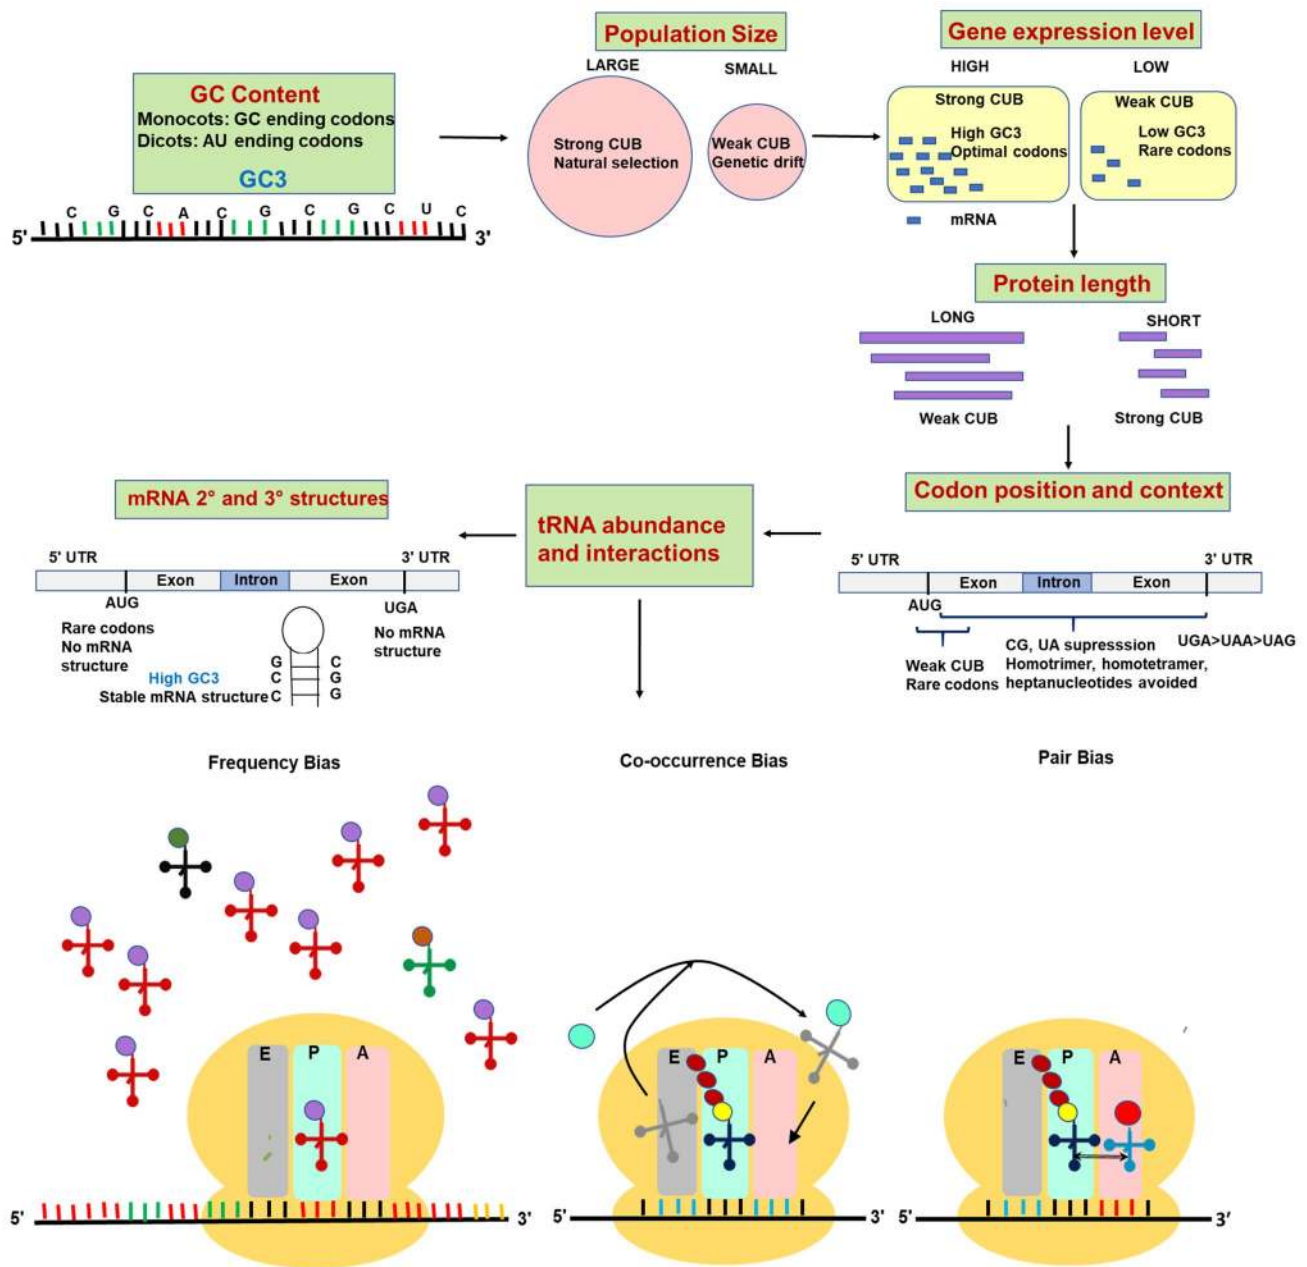 GC Content
Monocots: GC ending codons
Dicots: AU ending codons
GC3
C G C A C G C G C U C
5' 3'
Population Size
LARGE SMALL
Strong CUB
Natural selection
Weak CUB
Genetic drift
Gene expression level
HIGH LOW
Strong CUB
High GC3
Optimal codons
Weak CUB
Low GC3
Rare codons
mRNA
Protein length
LONG SHORT
Weak CUB Strong CUB
Codon position and context
5' UTR 3' UTR
Exon Intron Exon
AUG
Weak CUB
Rare codons
CG, UA supresssion
Homotrimer, homotetramer,
heptanucleotides avoided
UGA>UAA>UAG
tRNA abundance
and interactions
mRNA 2° and 3° structures
5' UTR 3' UTR
Exon Intron Exon
AUG UGA
Rare codons
No mRNA
structure
No mRNA
structure
High GC3
Stable mRNA structure
G C
C G
C G
Frequency Bias
E P A
5' 3'
Co-occurrence Bias
E P A
5' 3'
Pair Bias
E P A
5' 3'